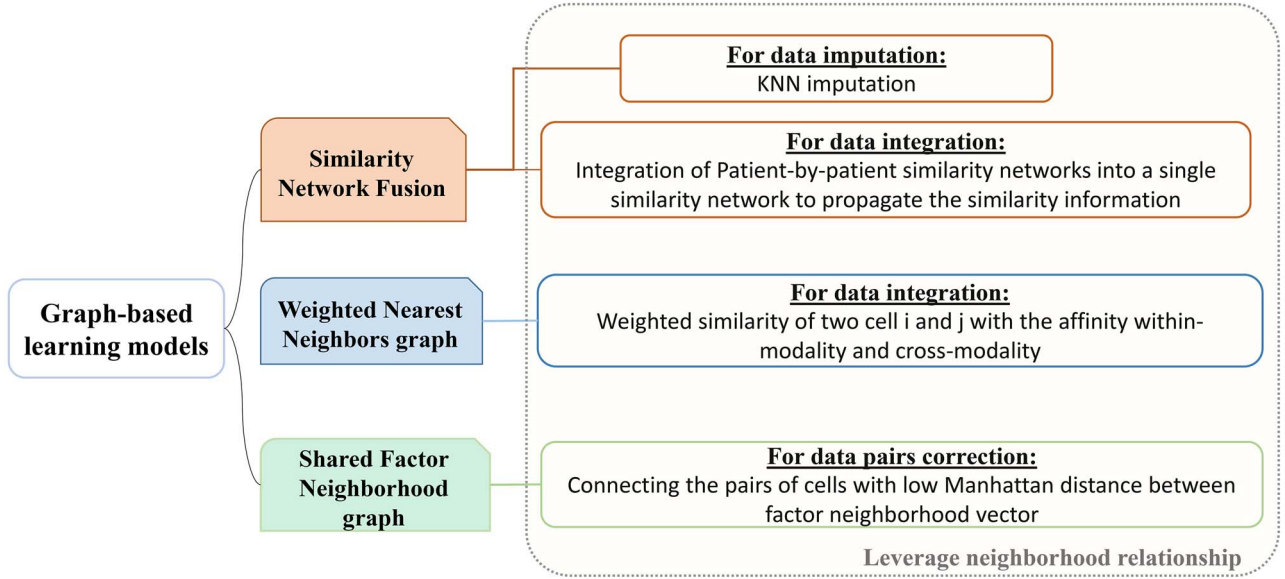 Graph-based
learning models
Similarity
Network Fusion
For data imputation:
KNN imputation
For data integration:
Integration of Patient-by-patient similarity networks into a single
similarity network to propagate the similarity information
Weighted Nearest
Neighbors graph
For data integration:
Weighted similarity of two cell i and j with the affinity within-
modality and cross-modality
Shared Factor
Neighborhood
graph
For data pairs correction:
Connecting the pairs of cells with low Manhattan distance between
factor neighborhood vector
Leverage neighborhood relationship